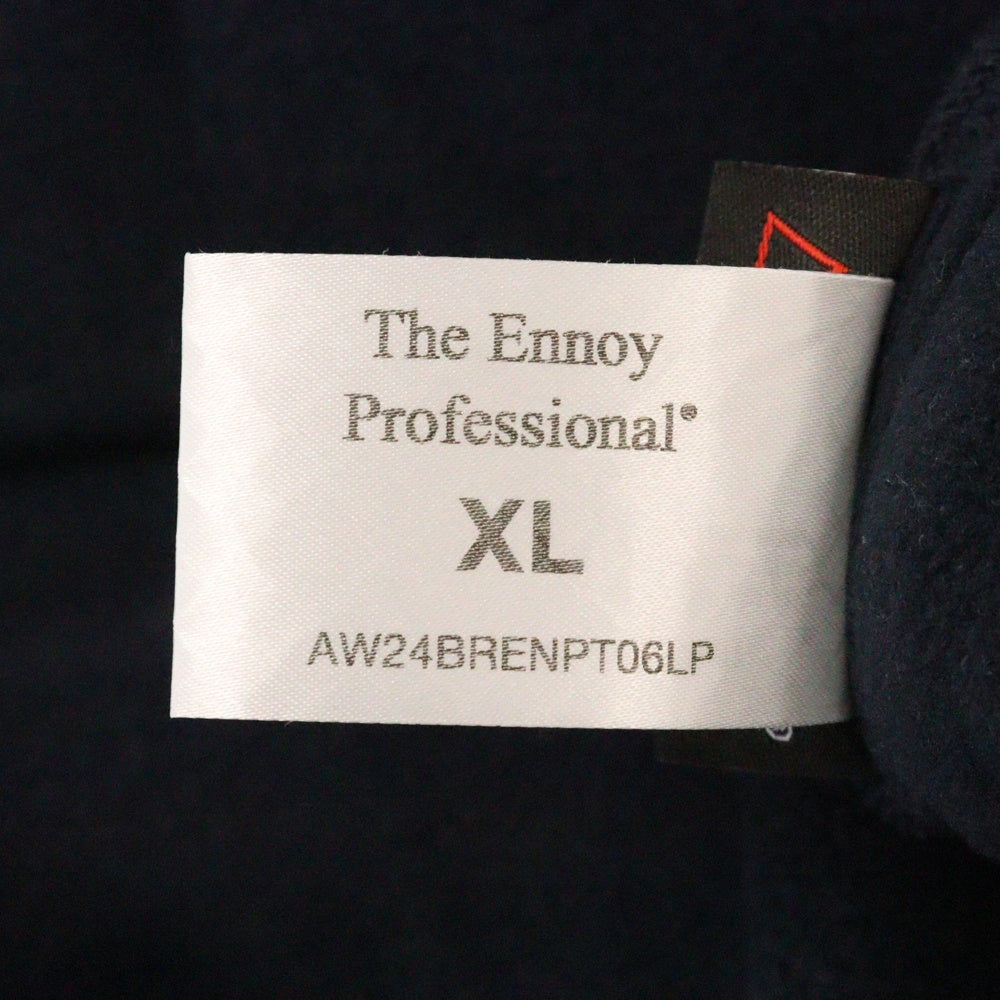 The Ennoy
Professional®
XL
AW24BRENPT06LP